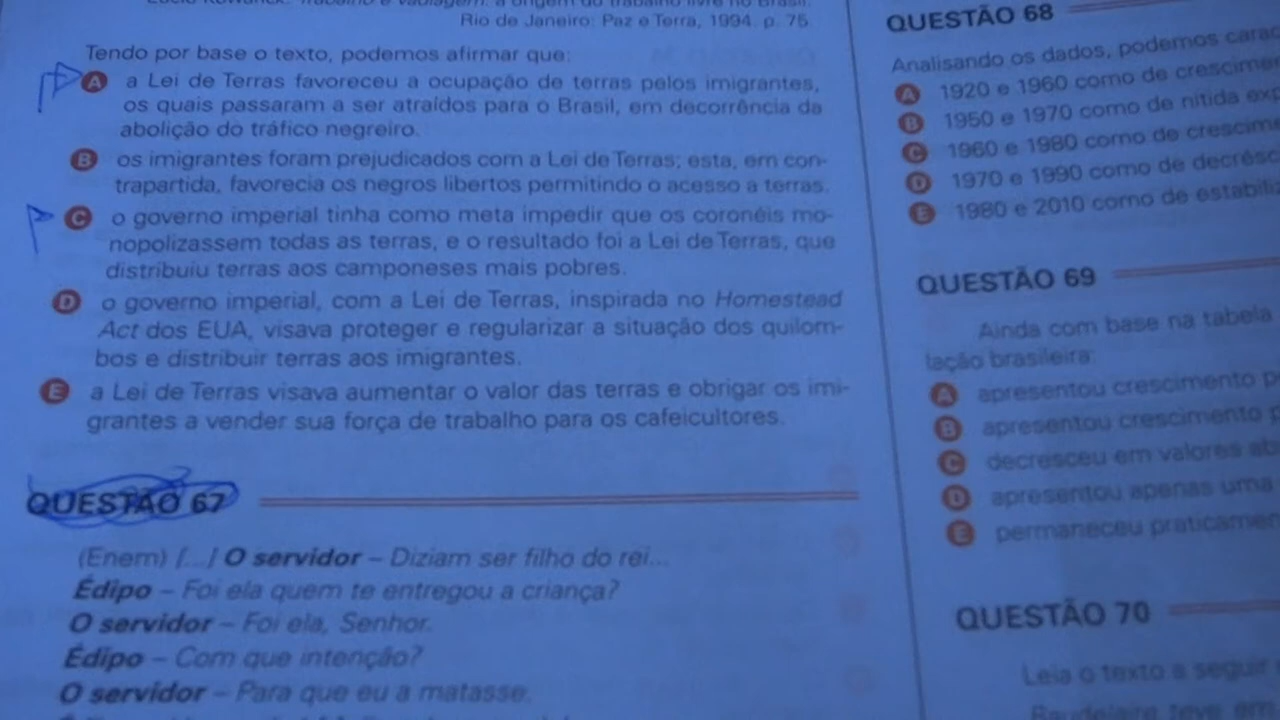 Rio de Janeiro: Paz e Terra, 1994. p. 75.
Tendo por base o texto, podemos afirmar que:
A a Lei de Terras favoreceu a ocupação de terras pelos imigrantes,
os quais passaram a ser atraídos para o Brasil, em decorrência da
abolição do tráfico negreiro.
B os imigrantes foram prejudicados com a Lei de Terras; esta, em con-
trapartida, favorecia os negros libertos permitindo o acesso a terras.
C o governo imperial tinha como meta impedir que os coronéis mo-
nopolizassem todas as terras, e o resultado foi a Lei de Terras, que
distribuiu terras aos camponeses mais pobres.
D o governo imperial, com a Lei de Terras, inspirada no Homestead
Act dos EUA, visava proteger e regularizar a situação dos quilom-
bos e distribuir terras aos imigrantes.
E a Lei de Terras visava aumentar o valor das terras e obrigar os imi-
grantes a vender sua força de trabalho para os cafeicultores.
QUESTÃO 67
(Enem) [...] O servidor – Diziam ser filho do rei...
Édipo – Foi ela quem te entregou a criança?
O servidor – Foi ela, Senhor.
Édipo – Com que intenção?
O servidor – Para que eu a matasse.
QUESTÃO 68
Analisando os dados, podemos
A 1920 e 1960 como de
B 1950 e 1970 como de nítida
C 1960 e 1980 como de
D 1970 e 1990 como de
E 1980 e 2010 como de
QUESTÃO 69
Ainda com base na tabela
tação brasileira:
A apresentou crescimento
B apresentou crescimento
C decresceu em valores
D apresentou apenas uma
E permaneceu
QUESTÃO 70
Leia o texto a seguir
Baudelaire teve em